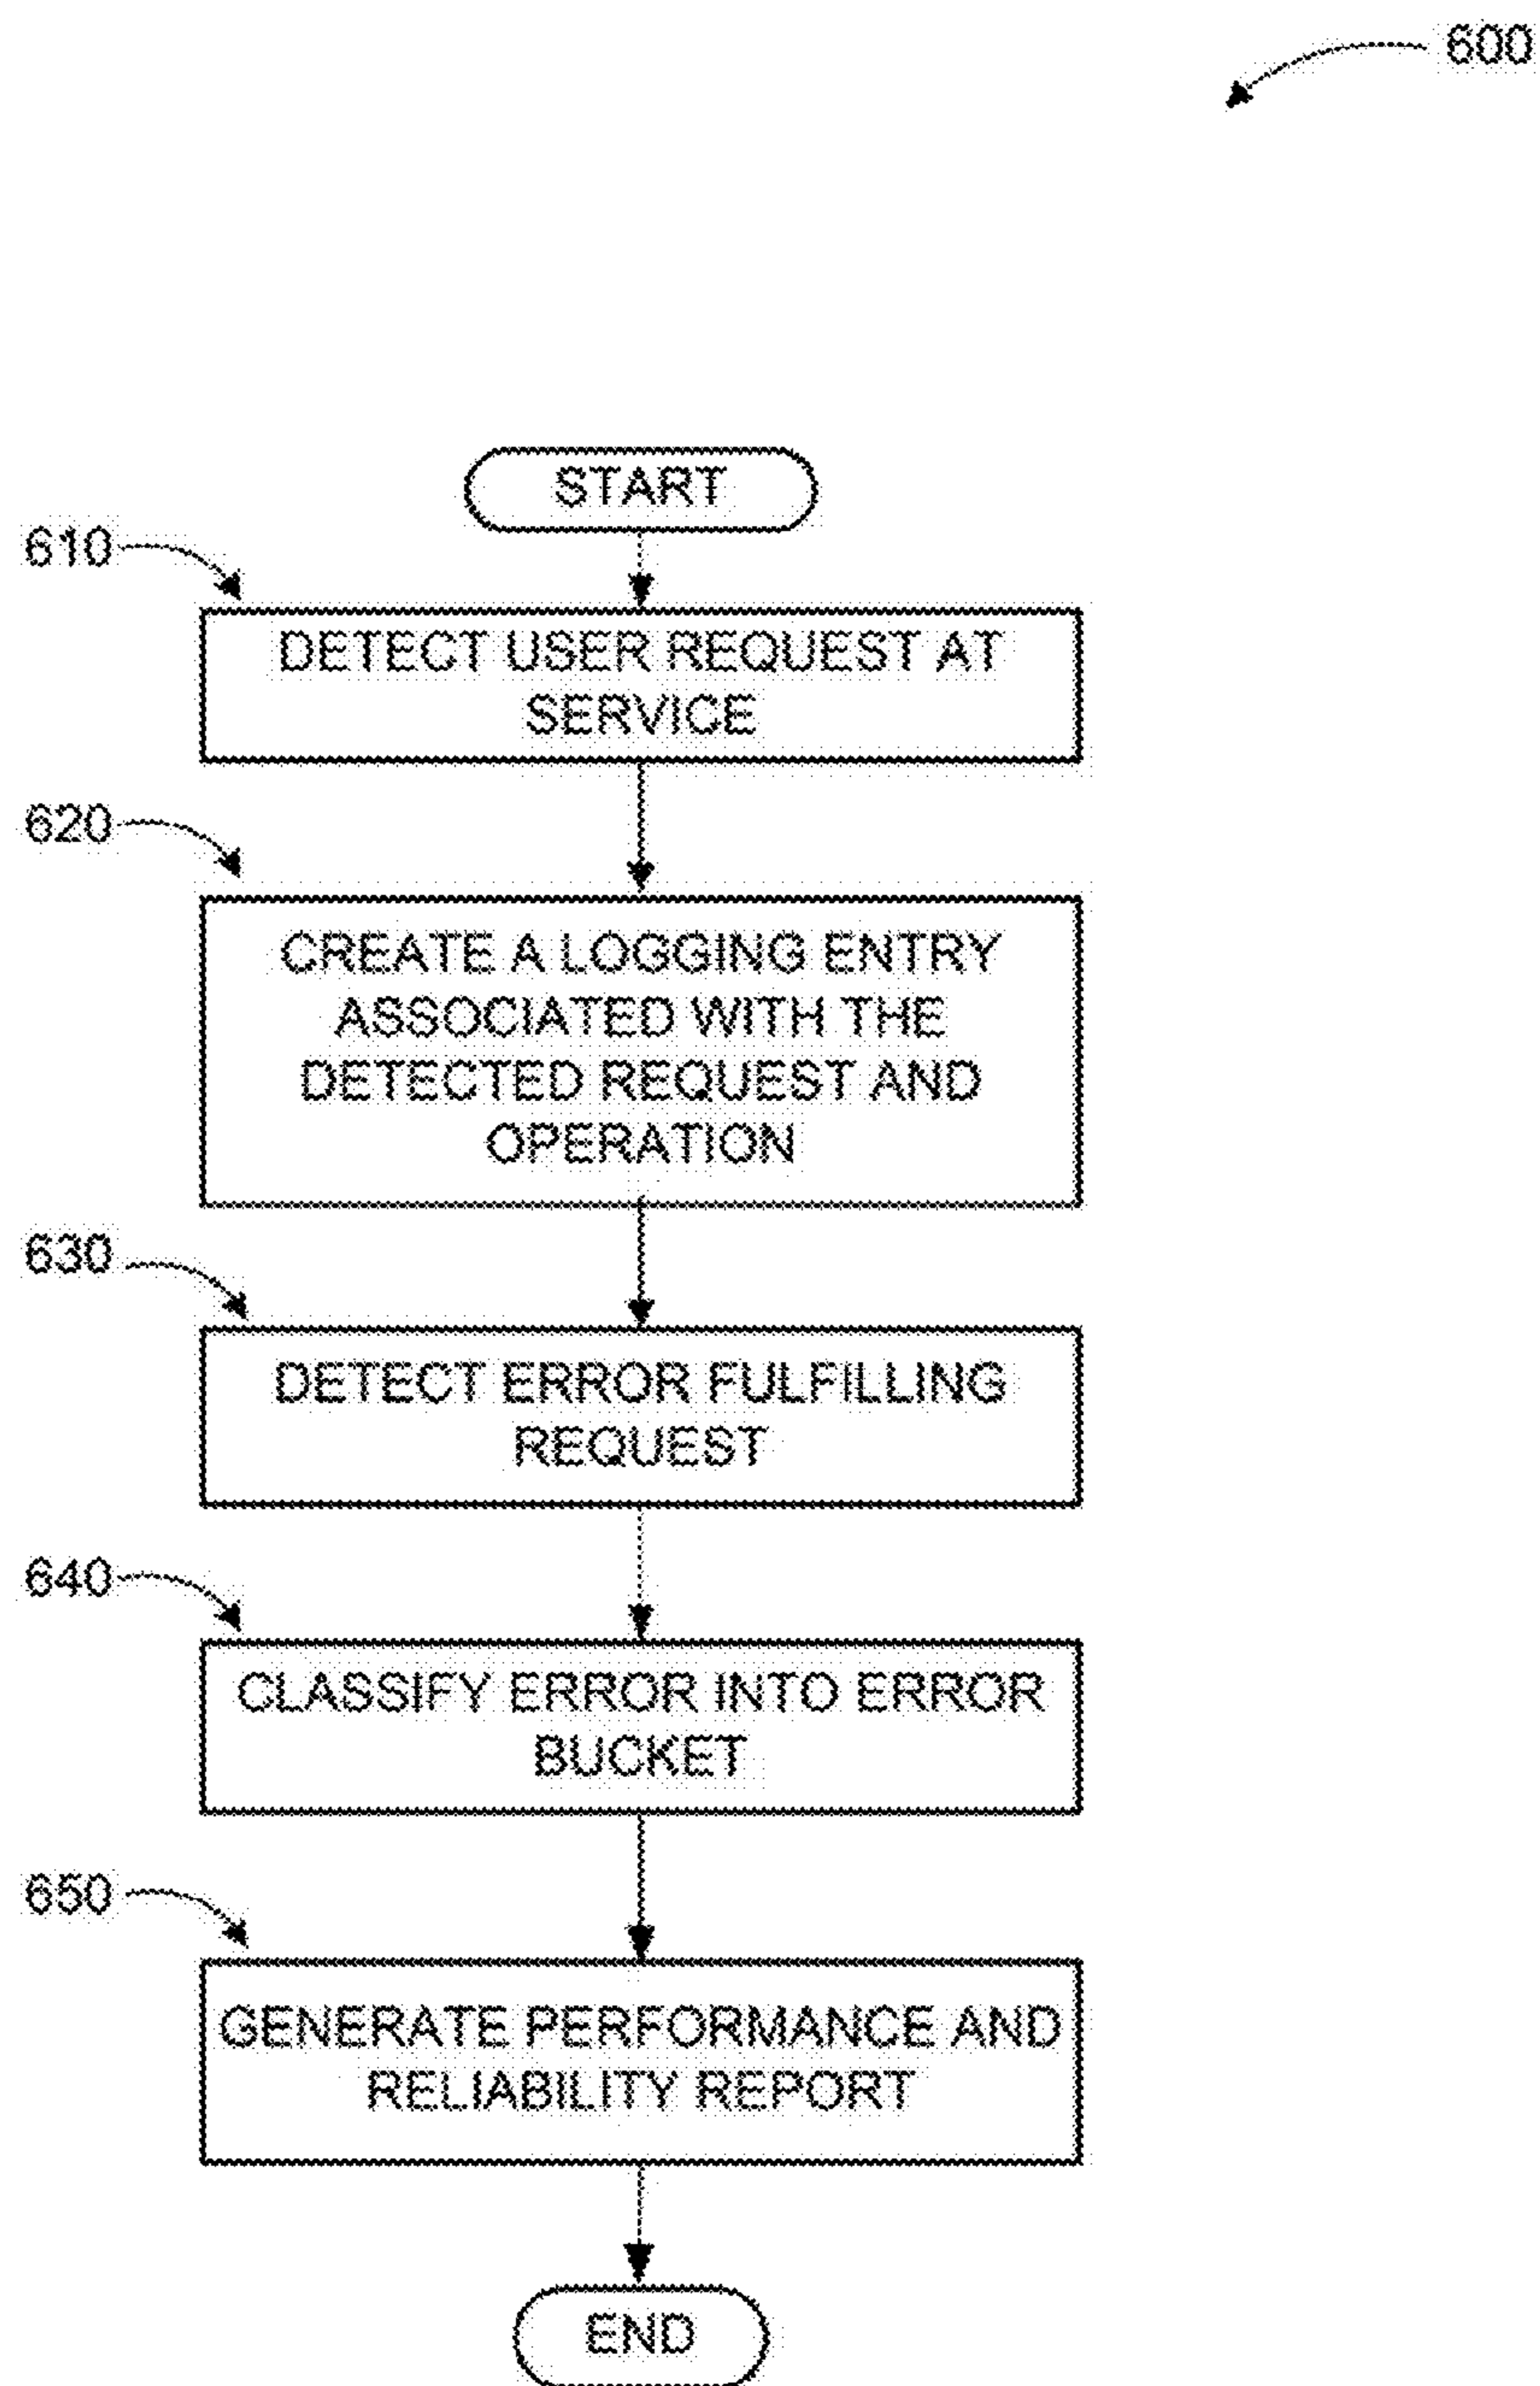 600
START
610
DETECT USER REQUEST AT
SERVICE
620
CREATE A LOGGING ENTRY
ASSOCIATED WITH THE
DETECTED REQUEST AND
OPERATION
630
DETECT ERROR FULFILLING
REQUEST
640
CLASSIFY ERROR INTO ERROR
BUCKET
650
GENERATE PERFORMANCE AND
RELIABILITY REPORT
END